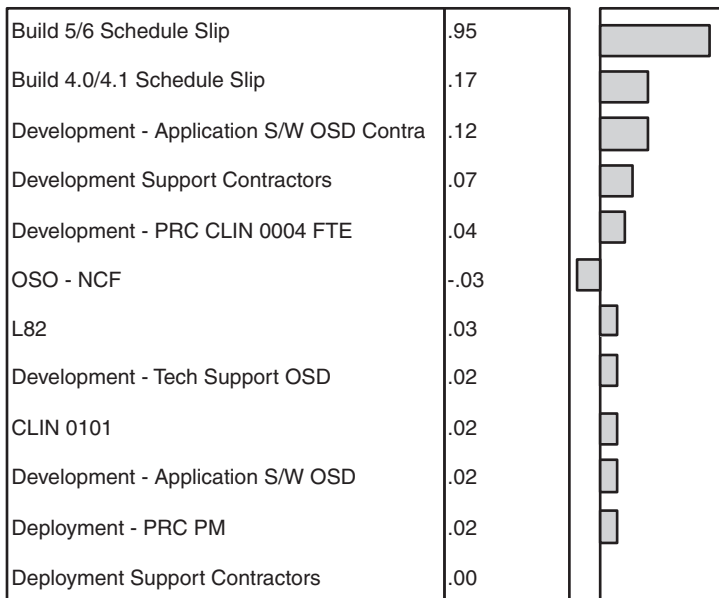 Build 5/6 Schedule Slip .95
Build 4.0/4.1 Schedule Slip .17
Development - Application S/W OSD Contra .12
Development Support Contractors .07
Development - PRC CLIN 0004 FTE .04
OSO - NCF -.03
L82 .03
Development - Tech Support OSD .02
CLIN 0101 .02
Development - Application S/W OSD .02
Deployment - PRC PM .02
Deployment Support Contractors .00